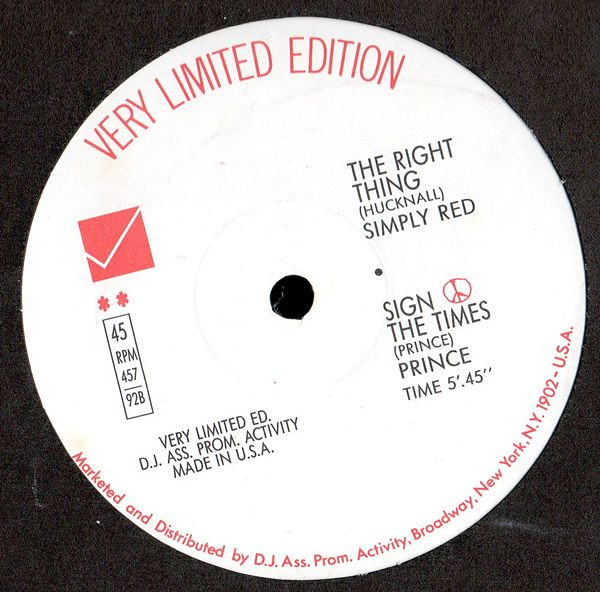 VERY LIMITED EDITION
THE RIGHT
THING
(HUCKNALL)
SIMPLY RED
SIGN ☮
THE TIMES
(PRINCE)
PRINCE
TIME 5'.45''
**
45
RPM
457
92B
VERY LIMITED ED.
D.J. ASS. PROM. ACTIVITY
MADE IN U.S.A.
Marketed and Distributed by D.J. Ass. Prom. Activity, Broadway, New York, N.Y. 1902 - U.S.A.